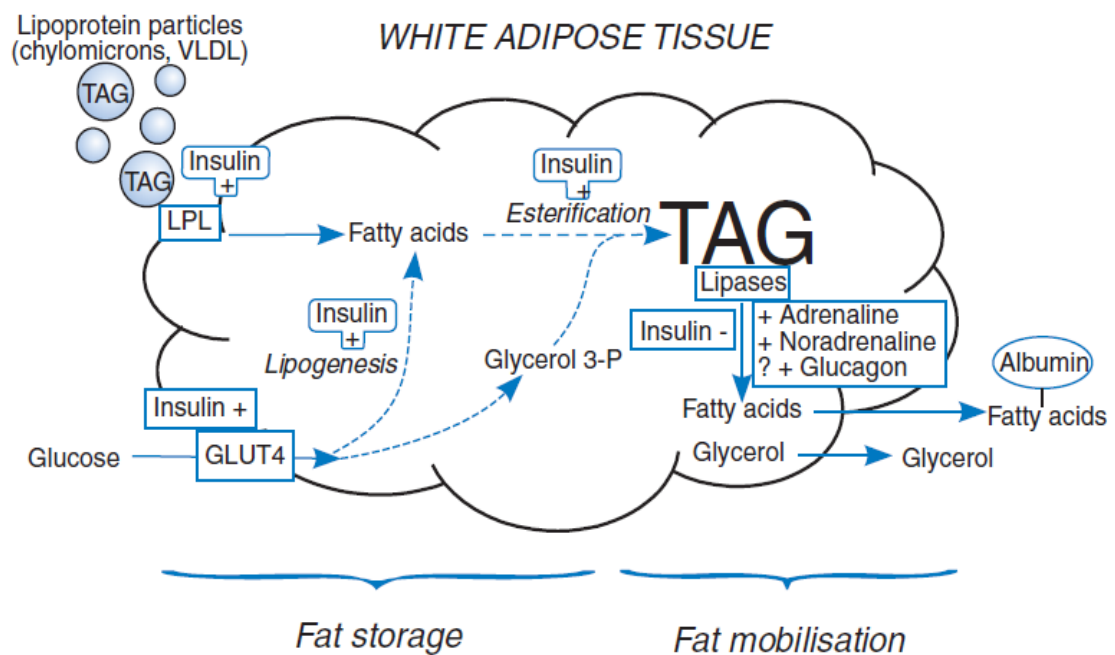 Lipoprotein particles
(chylomicrons, VLDL)
WHITE ADIPOSE TISSUE
TAG
TAG
Insulin
+
LPL
Fatty acids
Insulin
+
Esterification
TAG
Lipases
Insulin -
+ Adrenaline
+ Noradrenaline
? + Glucagon
Insulin
+
Lipogenesis
Glycerol 3-P
Insulin +
GLUT4
Glucose
Fatty acids
Albumin
Fatty acids
Glycerol
Glycerol
Fat storage
Fat mobilisation